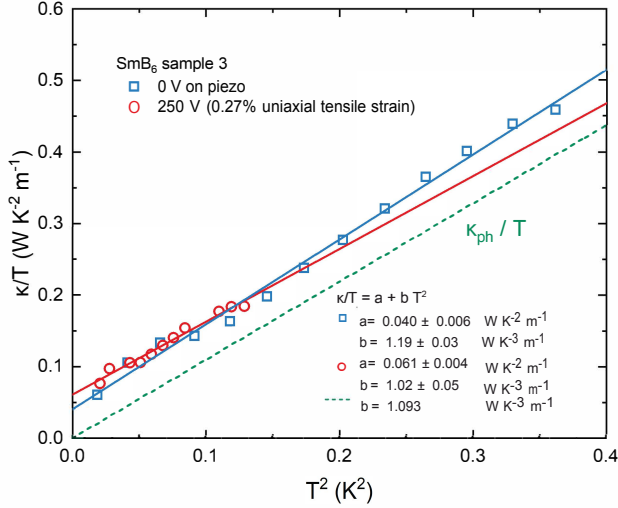 SmB₆ sample 3
0 V on piezo
250 V (0.27% uniaxial tensile strain)
0.6
0.5
0.4
0.3
0.2
0.1
0.0
κ/T (W K⁻² m⁻¹)
κph / T
κ/T = a + b T²
a= 0.040 ± 0.006 W K⁻² m⁻¹
b = 1.19 ± 0.03 W K⁻³ m⁻¹
a= 0.061 ± 0.004 W K⁻²
b = 1.02 ± 0.05 W K⁻³ m⁻¹
b = 1.093 W K⁻³ m⁻¹
0.0 0.1 0.2 0.3 0.4
T² (K²)